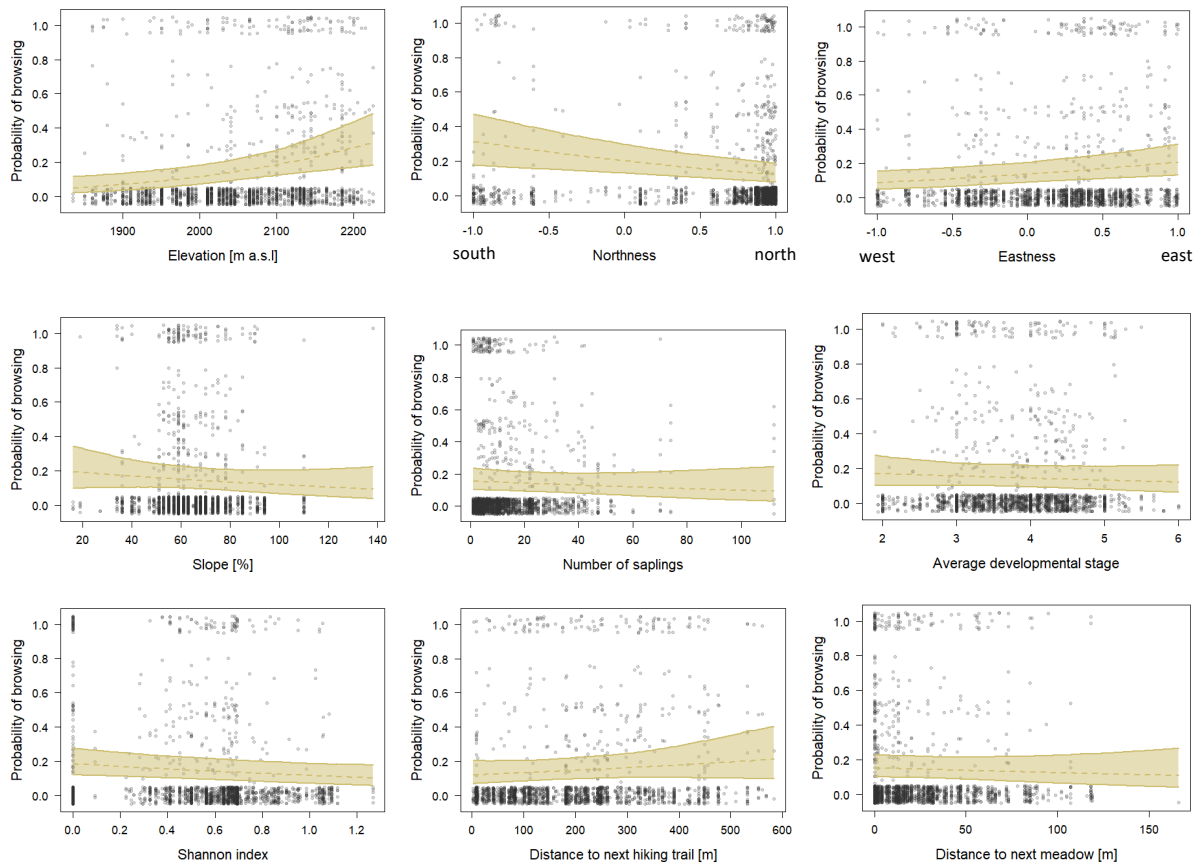 Probability of browsing
1.0
0.8
0.6
0.4
0.2
0.0
1900 2000 2100 2200
Elevation [m a.s.l]
Probability of browsing
1.0
0.8
0.6
0.4
0.2
0.0
-1.0 -0.5 0.0 0.5 1.0
south Northness north
Probability of browsing
1.0
0.8
0.6
0.4
0.2
0.0
-1.0 -0.5 0.0 0.5 1.0
west Eastness east
Probability of browsing
1.0
0.8
0.6
0.4
0.2
0.0
20 40 60 80 100 120 140
Slope [%]
Probability of browsing
1.0
0.8
0.6
0.4
0.2
0.0
0 20 40 60 80 100
Number of saplings
Probability of browsing
1.0
0.8
0.6
0.4
0.2
0.0
2 3 4 5 6
Average developmental stage
Probability of browsing
1.0
0.8
0.6
0.4
0.2
0.0
0.0 0.2 0.4 0.6 0.8 1.0 1.2
Shannon index
Probability of browsing
1.0
0.8
0.6
0.4
0.2
0.0
0 100 200 300 400 500 600
Distance to next hiking trail [m]
Probability of browsing
1.0
0.8
0.6
0.4
0.2
0.0
0 50 100 150
Distance to next meadow [m]